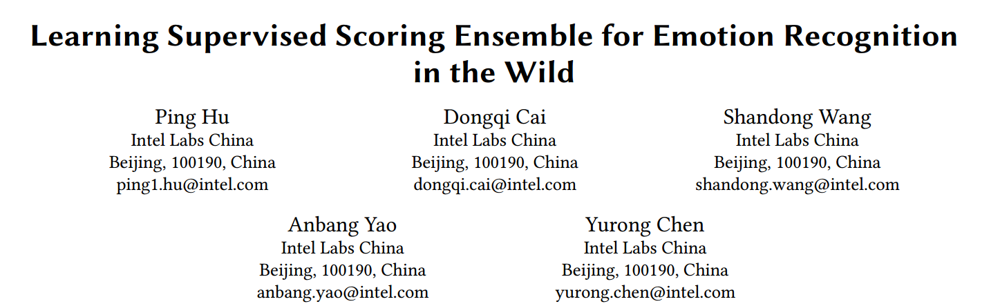 Learning Supervised Scoring Ensemble for Emotion Recognition
in the Wild
Ping Hu
Intel Labs China
Beijing, 100190, China
ping1.hu@intel.com
Dongqi Cai
Intel Labs China
Beijing, 100190, China
dongqi.cai@intel.com
Shandong Wang
Intel Labs China
Beijing, 100190, China
shandong.wang@intel.com
Anbang Yao
Intel Labs China
Beijing, 100190, China
anbang.yao@intel.com
Yurong Chen
Intel Labs China
Beijing, 100190, China
yurong.chen@intel.com